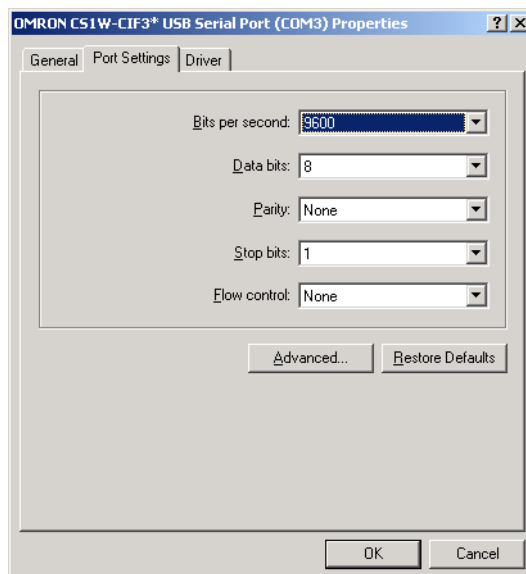 OMRON CS1W-CIF3* USB Serial Port (COM3) Properties
General Port Settings Driver
Bits per second: 9600
Data bits: 8
Parity: None
Stop bits: 1
Flow control: None
Advanced... Restore Defaults
OK Cancel